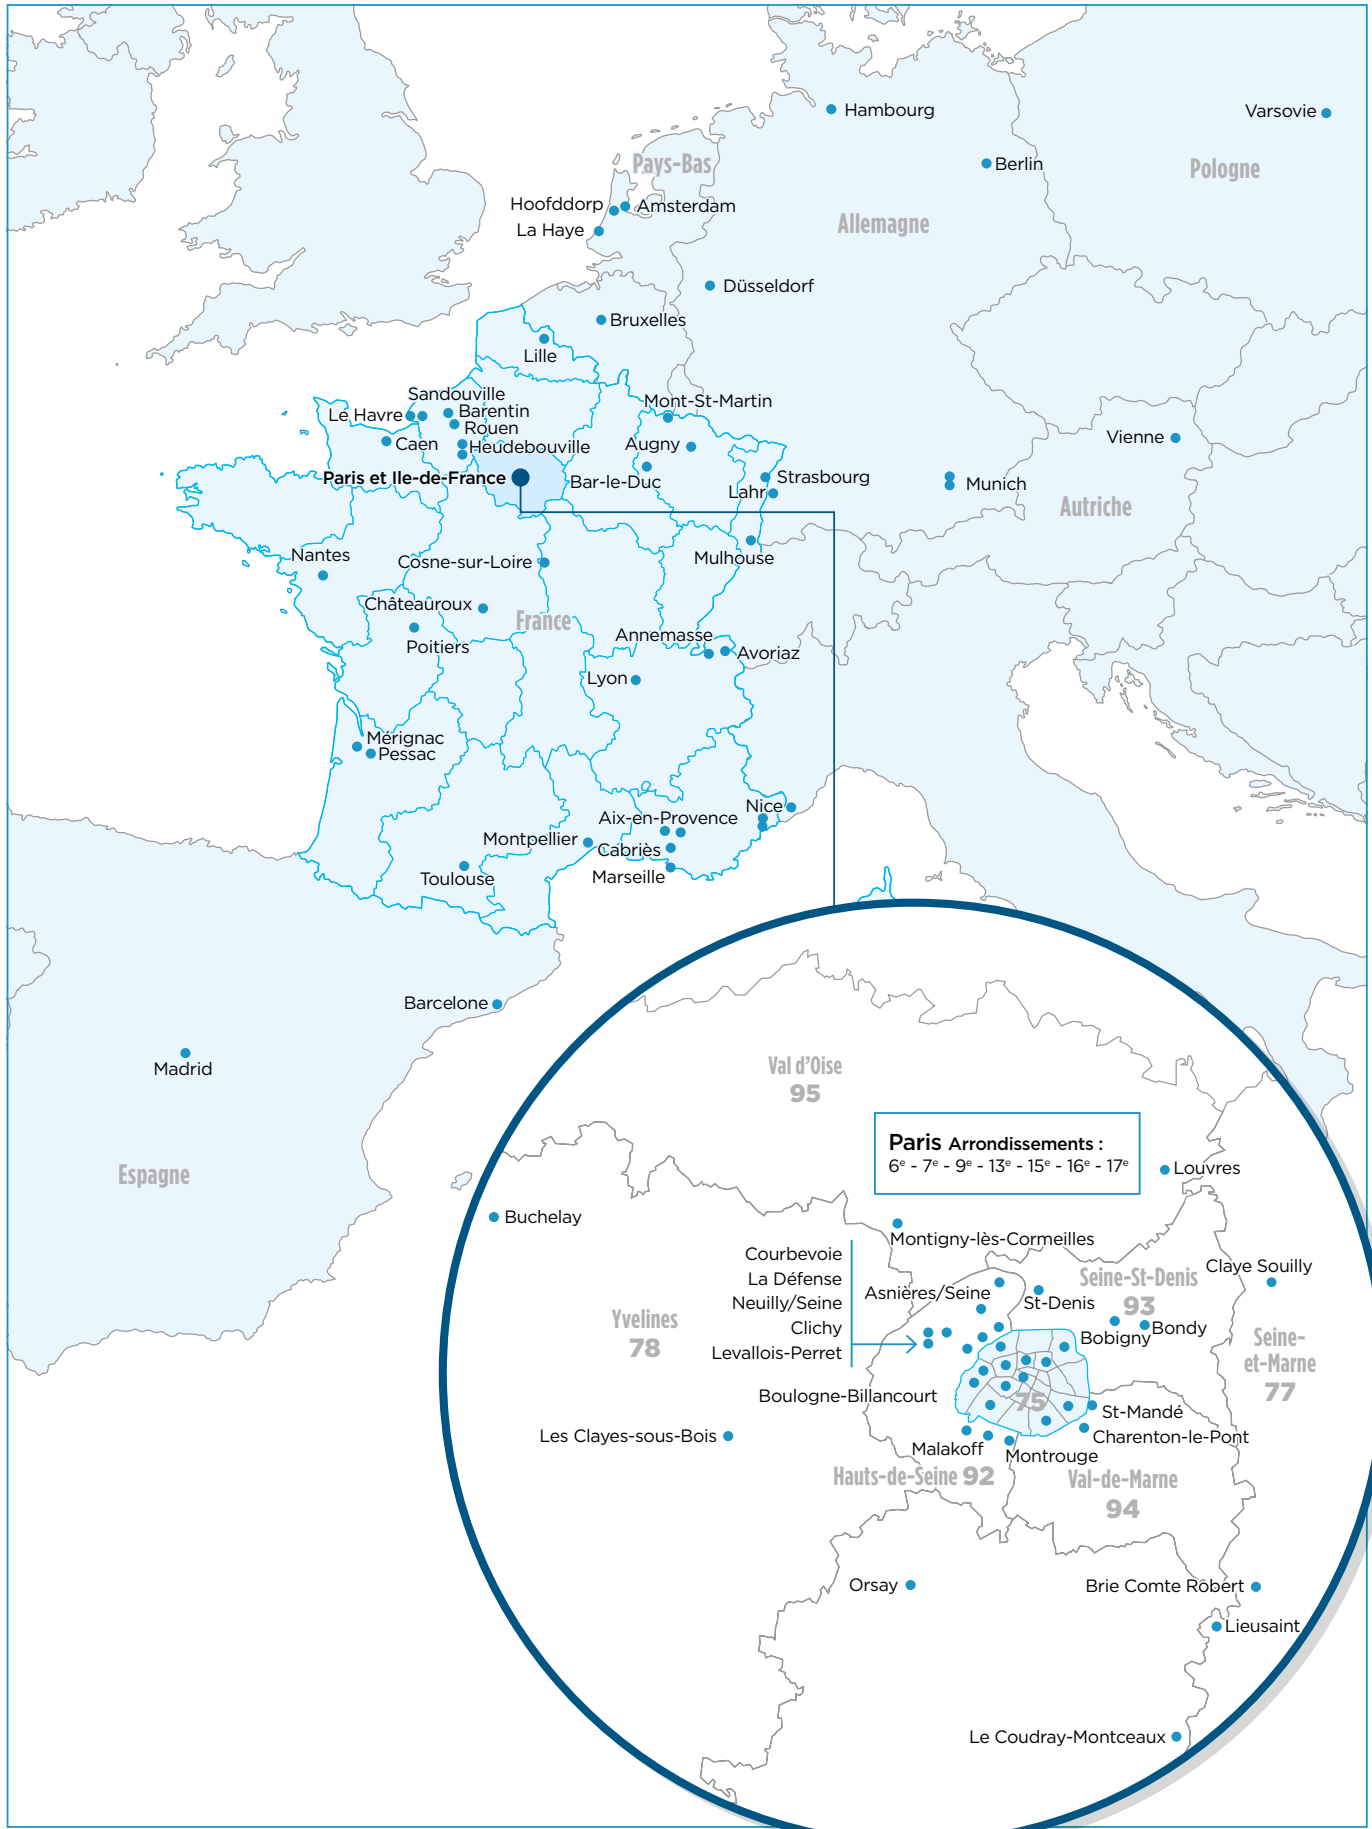 Hambourg
Varsovie
Berlin
Pays-Bas
Pologne
Hoofddorp
Amsterdam
La Haye
Allemagne
Düsseldorf
Bruxelles
Lille
Sandouville
Mont-St-Martin
Le Havre
Barentin
Rouen
Caen
Heudebouville
Augny
Vienne
Paris et Ile-de-France
Bar-le-Duc
Strasbourg
Lahr
Munich
Autriche
Nantes
Cosne-sur-Loire
Mulhouse
Châteauroux
France
Poitiers
Annemasse
Avoriaz
Lyon
Mérignac
Pessac
Nice
Aix-en-Provence
Montpellier
Cabriès
Marseille
Toulouse
Barcelone
Madrid
Espagne
Val d'Oise
95
Paris Arrondissements :
6e - 7e - 9e - 13e - 15e - 16e - 17e
Louvres
Buchelay
Montigny-lès-Cormeilles
Courbevoie
La Défense
Neuilly/Seine
Clichy
Levallois-Perret
Asnières/Seine
St-Denis
Seine-St-Denis
93
Claye Souilly
Bobigny
Bondy
Yvelines
78
Seine-
et-Marne
77
Boulogne-Billancourt
75
St-Mandé
Charenton-le-Pont
Les Clayes-sous-Bois
Malakoff
Montrouge
Hauts-de-Seine 92
Val-de-Marne
94
Orsay
Brie Comte Robert
Lieusaint
Le Coudray-Montceaux